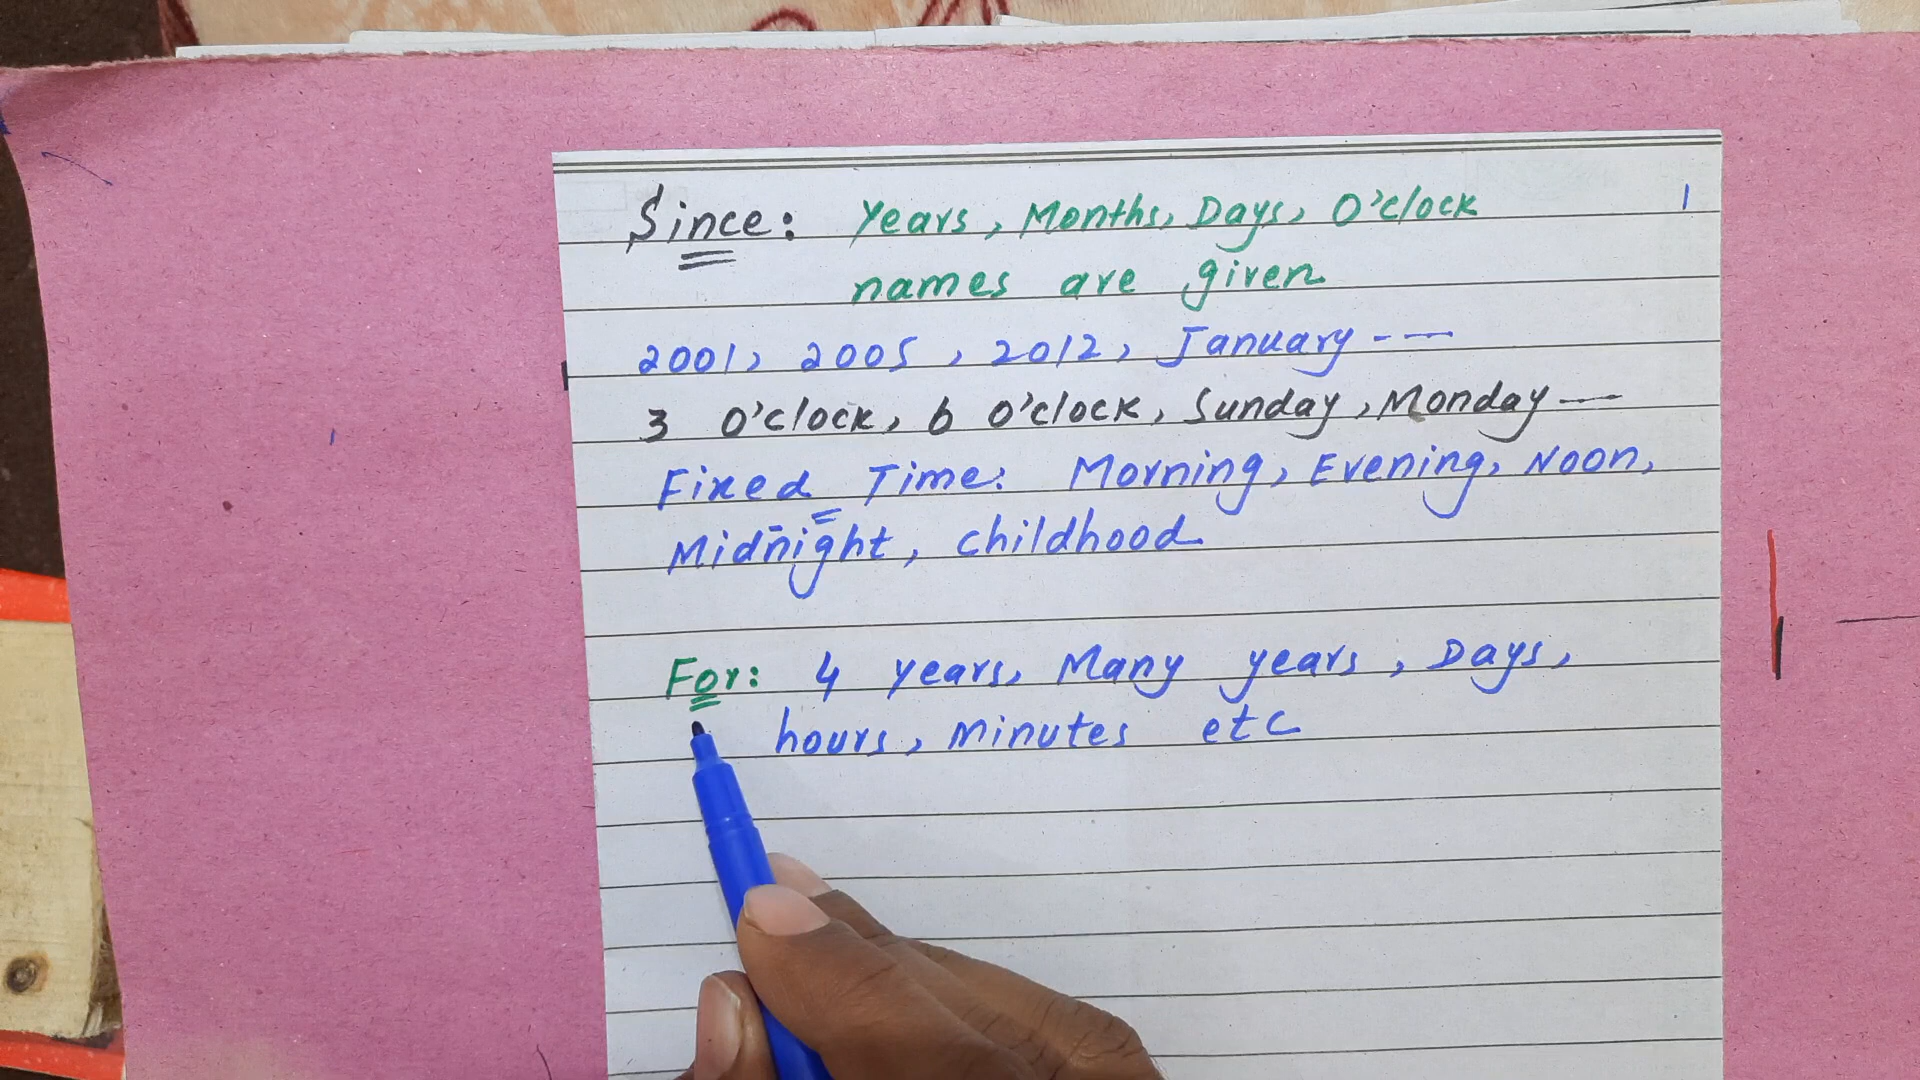 Since: Years, Months, Days, O'clock 1
names are given
2001, 2005, 2012, January ---
3 O'clock, 6 O'clock, Sunday, Monday ---
Fixed Time: Morning, Evening, Noon,
Midnight, childhood
For: 4 years, Many years, Days,
hours, minutes etc